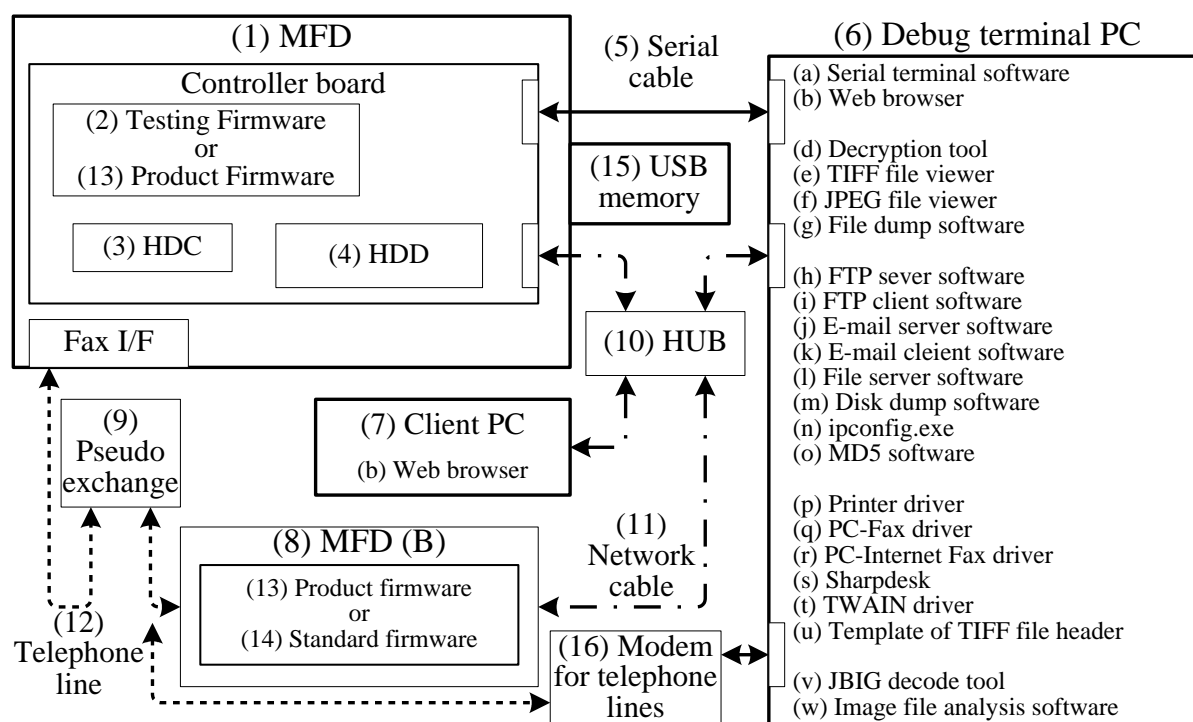 (1) MFD
Controller board
(2) Testing Firmware
or
(13) Product Firmware
(3) HDC
(4) HDD
Fax I/F
(5) Serial
cable
(15) USB
memory
(10) HUB
(7) Client PC
(b) Web browser
(9)
Pseudo
exchange
(8) MFD (B)
(13) Product firmware
or
(14) Standard firmware
(11)
Network
cable
(12)
Telephone
line
(16) Modem
for telephone
lines
(6) Debug terminal PC
(a) Serial terminal software
(b) Web browser
(d) Decryption tool
(e) TIFF file viewer
(f) JPEG file viewer
(g) File dump software
(h) FTP sever software
(i) FTP client software
(j) E-mail server software
(k) E-mail cleient software
(l) File server software
(m) Disk dump software
(n) ipconfig.exe
(o) MD5 software
(p) Printer driver
(q) PC-Fax driver
(r) PC-Internet Fax driver
(s) Sharpdesk
(t) TWAIN driver
(u) Template of TIFF file header
(v) JBIG decode tool
(w) Image file analysis software